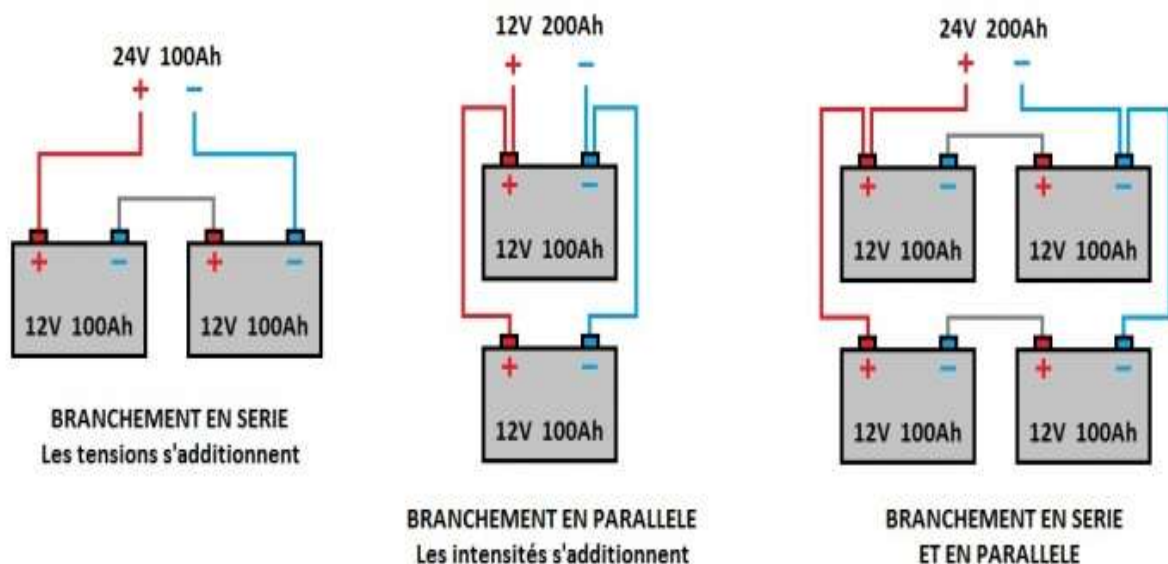 24V 100Ah
+ −
+ − + −
12V 100Ah 12V 100Ah
BRANCHEMENT EN SERIE
Les tensions s'additionnent
12V 200Ah
+ −
+ −
12V 100Ah
+ −
12V 100Ah
BRANCHEMENT EN PARALLELE
Les intensités s'additionnent
24V 200Ah
+ −
+ − + −
12V 100Ah 12V 100Ah
+ − + −
12V 100Ah 12V 100Ah
BRANCHEMENT EN SERIE
ET EN PARALLELE